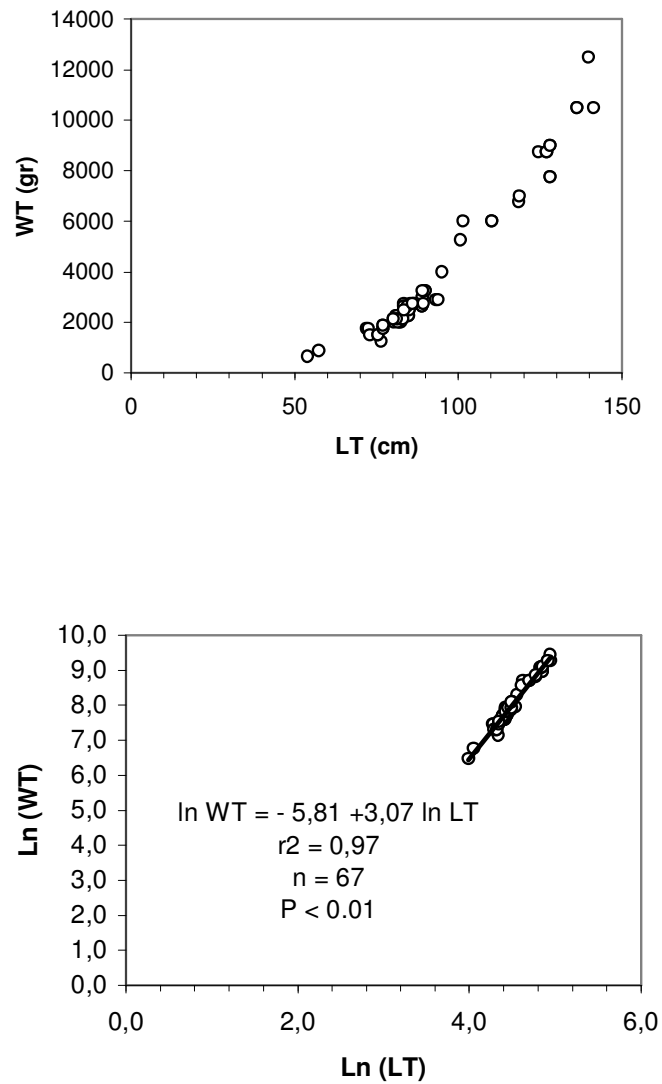 14000
12000
10000
8000
6000
4000
2000
0
WT (gr)
0 50 100 150
LT (cm)
10,0
9,0
8,0
7,0
6,0
5,0
4,0
3,0
2,0
1,0
0,0
Ln (WT)
ln WT = - 5,81 +3,07 ln LT
r2 = 0,97
n = 67
P < 0.01
0,0 2,0 4,0 6,0
Ln (LT)